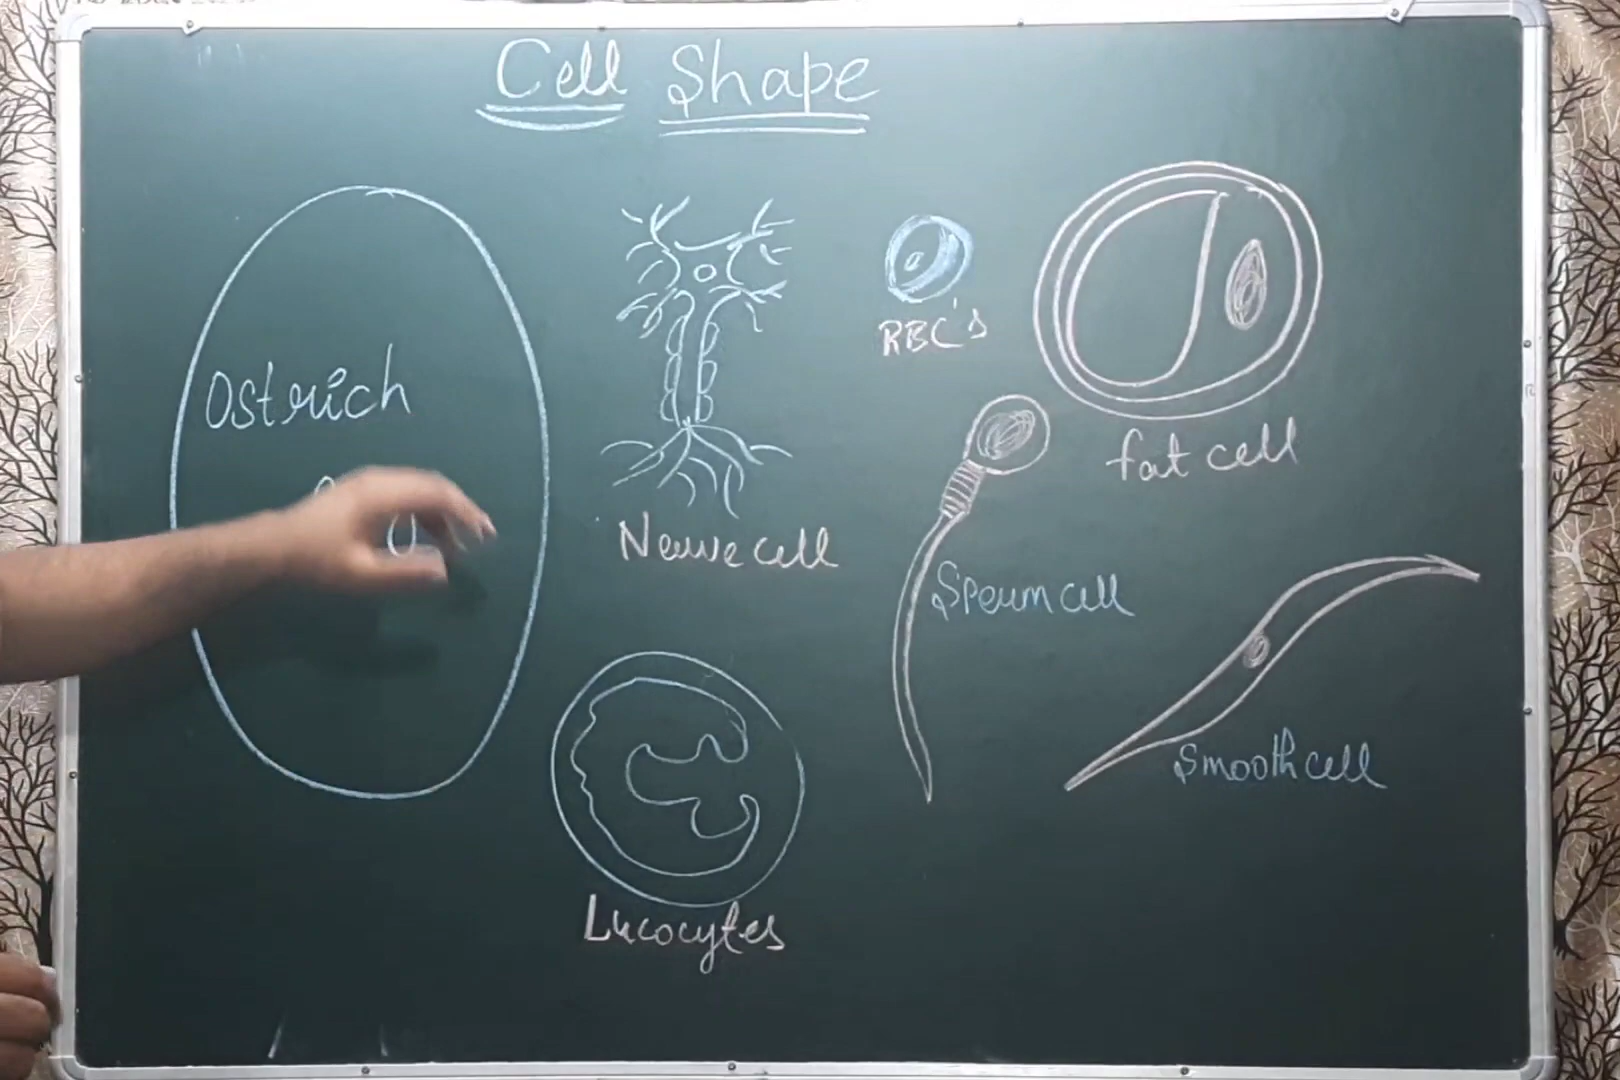 Cell Shape
Ostrich
Nerve cell
RBC's
fat cell
Sperm cell
Smooth cell
Lucocytes